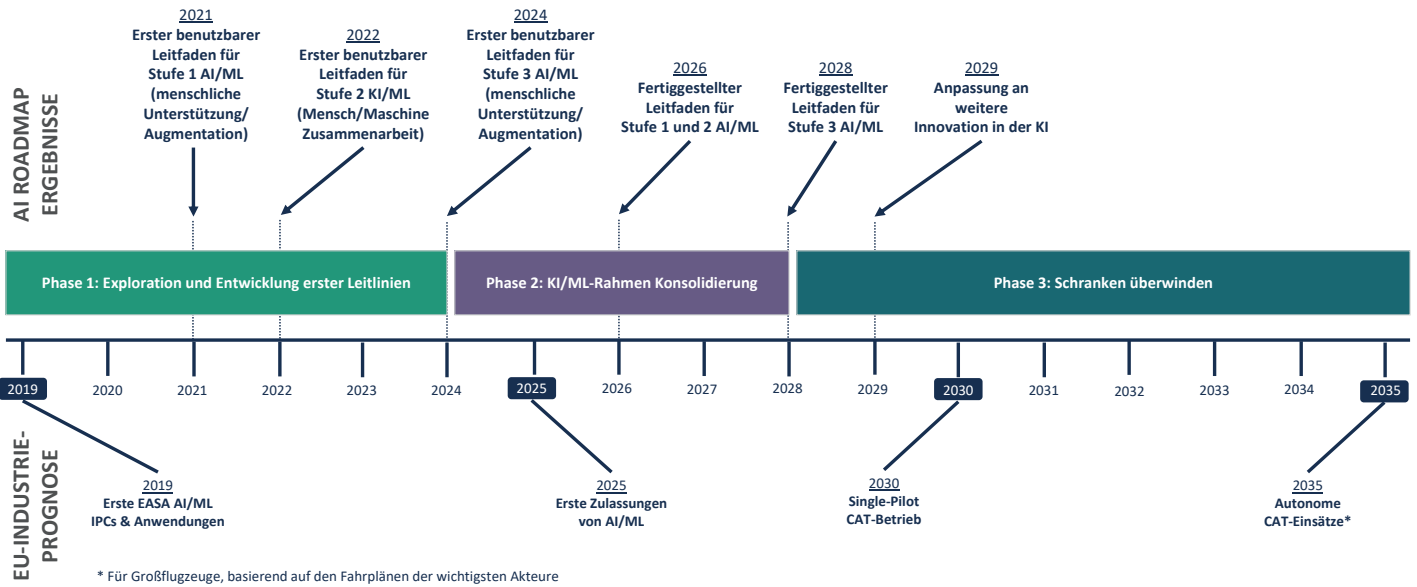 AI ROADMAP
ERGEBNISSE
2021
Erster benutzbarer
Leitfaden für
Stufe 1 AI/ML
(menschliche
Unterstützung/
Augmentation)
2022
Erster benutzbarer
Leitfaden für
Stufe 2 KI/ML
(Mensch/Maschine
Zusammenarbeit)
2024
Erster benutzbarer
Leitfaden für
Stufe 3 AI/ML
(menschliche
Unterstützung/
Augmentation)
2026
Fertiggestellter
Leitfaden für
Stufe 1 und 2 AI/ML
2028
Fertiggestellter
Leitfaden für
Stufe 3 AI/ML
2029
Anpassung an
weitere
Innovation in der KI
Phase 1: Exploration und Entwicklung erster Leitlinien
Phase 2: KI/ML-Rahmen Konsolidierung
Phase 3: Schranken überwinden
2019
2020
2021
2022
2023
2024
2025
2026
2027
2028
2029
2030
2031
2032
2033
2034
2035
EU-INDUSTRIE-
PROGNOSE
2019
Erste EASA AI/ML
IPCs & Anwendungen
2025
Erste Zulassungen
von AI/ML
2030
Single-Pilot
CAT-Betrieb
2035
Autonome
CAT-Einsätze*
* Für Großflugzeuge, basierend auf den Fahrplänen der wichtigsten Akteure